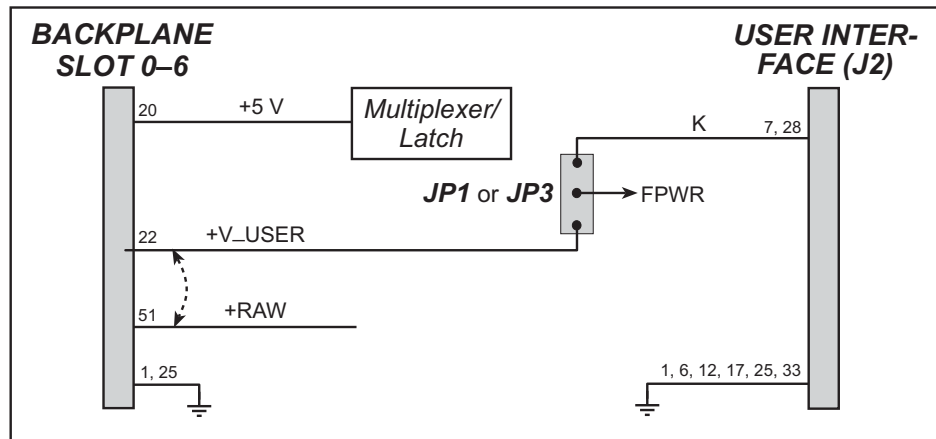 BACKPLANE
SLOT 0–6
USER INTER-
FACE (J2)
20
+5 V
Multiplexer/
Latch
K
7, 28
JP1 or JP3
FPWR
22
+V_USER
51
+RAW
1, 25
1, 6, 12, 17, 25, 33